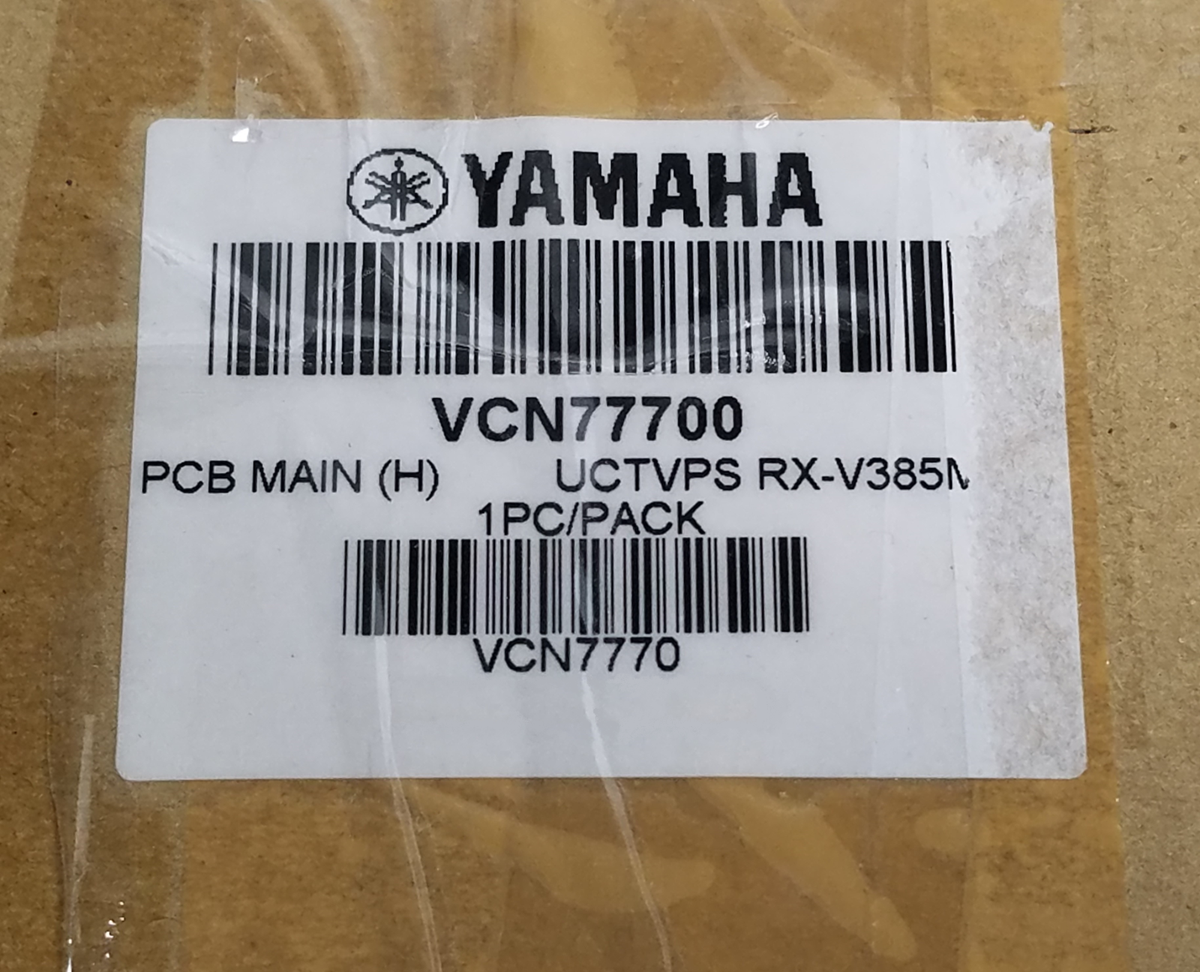 YAMAHA
VCN77700
PCB MAIN (H) UCTVPS RX-V385
1PC/PACK
VCN7770